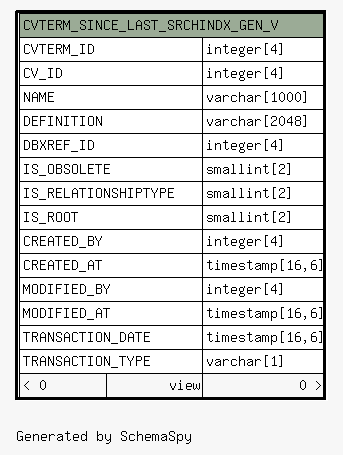 CVTERM_SINCE_LAST_SRCHINDX_GEN_V
CVTERM_ID integer[4]
CV_ID integer[4]
NAME varchar[1000]
DEFINITION varchar[2048]
DBXREF_ID integer[4]
IS_OBSOLETE smallint[2]
IS_RELATIONSHIPTYPE smallint[2]
IS_ROOT smallint[2]
CREATED_BY integer[4]
CREATED_AT timestamp[16,6]
MODIFIED_BY integer[4]
MODIFIED_AT timestamp[16,6]
TRANSACTION_DATE timestamp[16,6]
TRANSACTION_TYPE varchar[1]
< 0 view 0 >
Generated by SchemaSpy